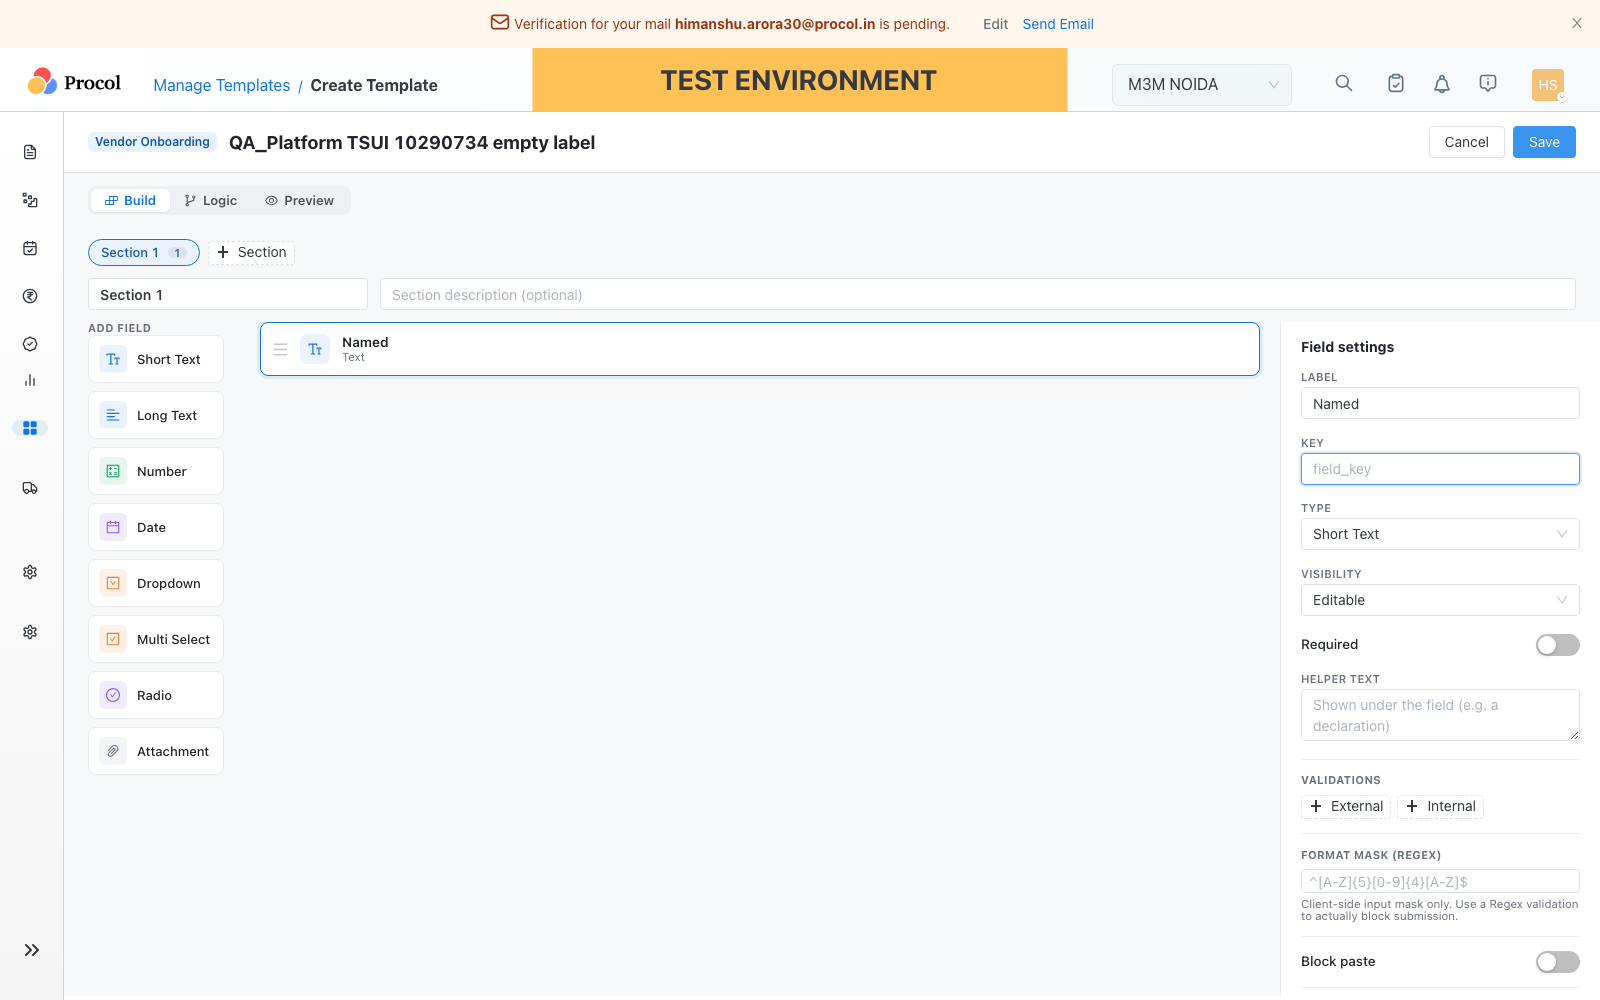 Verification for your mail himanshu.arora30@procol.in is pending. Edit Send Email
Procol
Manage Templates / Create Template
TEST ENVIRONMENT
M3M NOIDA
HS
Vendor Onboarding
QA_Platform TSUI 10290734 empty label
Cancel
Save
Build
Logic
Preview
Section 1 1
+ Section
Section 1
Section description (optional)
ADD FIELD
Short Text
Long Text
Number
Date
Dropdown
Multi Select
Radio
Attachment
Named
Text
Field settings
LABEL
Named
KEY
field_key
TYPE
Short Text
VISIBILITY
Editable
Required
HELPER TEXT
Shown under the field (e.g. a
declaration)
VALIDATIONS
+ External
+ Internal
FORMAT MASK (REGEX)
^[A-Z]{5}[0-9]{4}[A-Z]$
Client-side input mask only. Use a Regex validation
to actually block submission.
Block paste